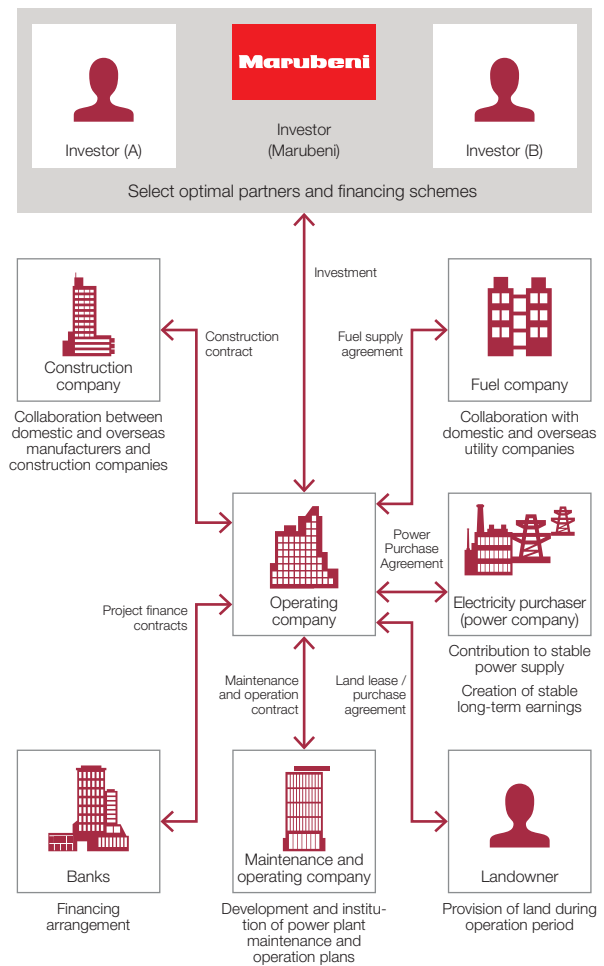 Marubeni
Investor (A)
Investor
(Marubeni)
Investor (B)
Select optimal partners and financing schemes
Investment
Construction
contract
Fuel supply
agreement
Construction
company
Collaboration between
domestic and overseas
manufacturers and
construction companies
Fuel company
Collaboration with
domestic and overseas
utility companies
Operating
company
Power
Purchase
Agreement
Electricity purchaser
(power company)
Contribution to stable
power supply
Creation of stable
long-term earnings
Project finance
contracts
Maintenance
and operation
contract
Land lease /
purchase
agreement
Banks
Financing
arrangement
Maintenance and
operating company
Development and institu-
tion of power plant
maintenance and
operation plans
Landowner
Provision of land during
operation period